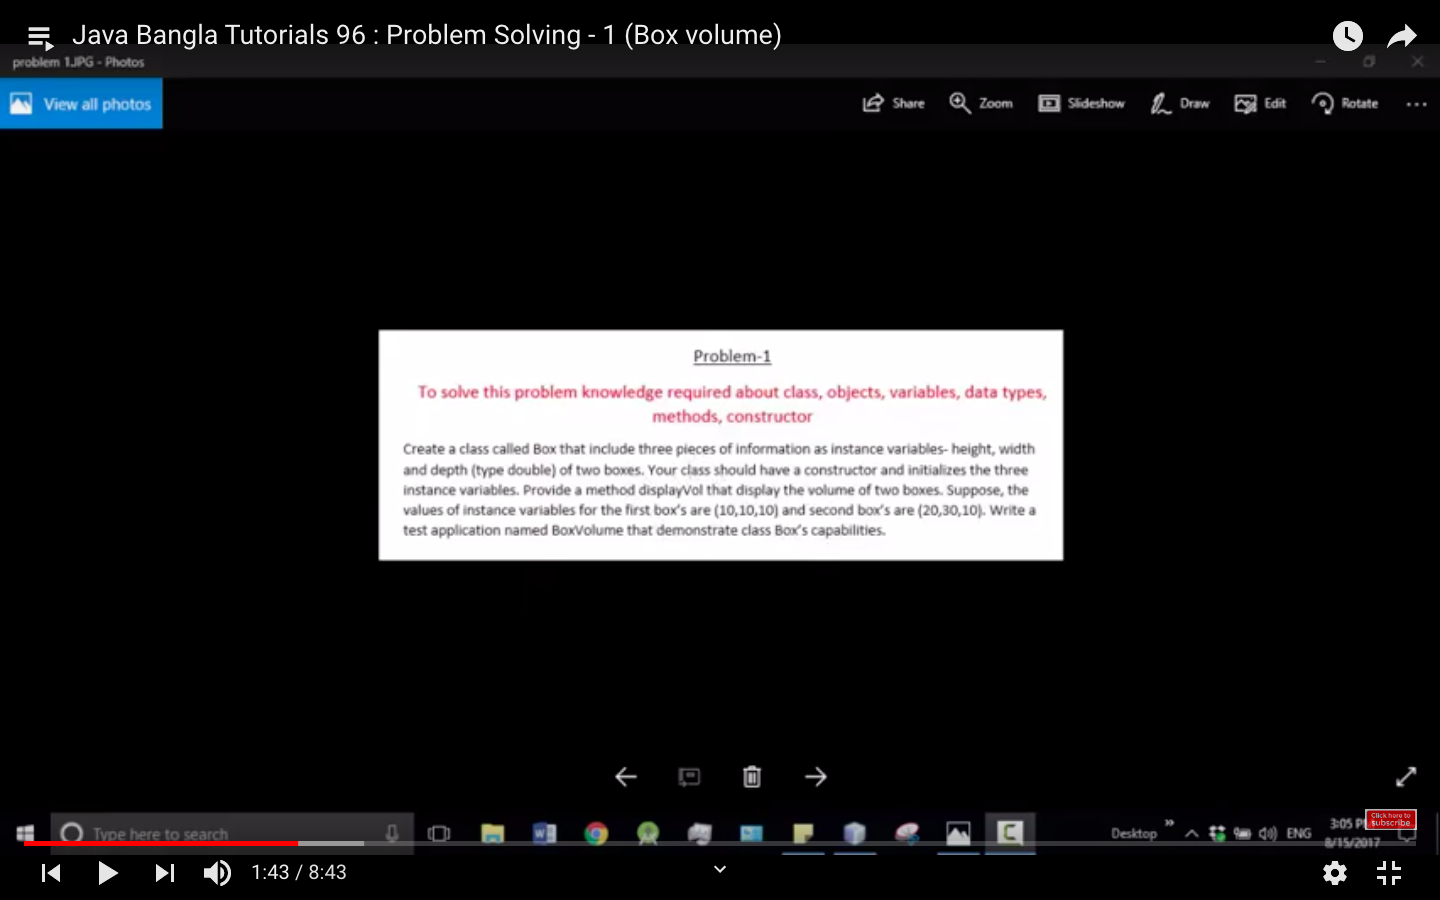 Java Bangla Tutorials 96 : Problem Solving - 1 (Box volume)
problem 1.JPG - Photos
View all photos
Share
Zoom
Slideshow
Draw
Edit
Rotate
Problem-1
To solve this problem knowledge required about class, objects, variables, data types,
methods, constructor
Create a class called Box that include three pieces of information as instance variables- height, width
and depth (type double) of two boxes. Your class should have a constructor and initializes the three
instance variables. Provide a method displayVol that display the volume of two boxes. Suppose, the
values of instance variables for the first box's are (10,10,10) and second box's are (20,30,10). Write a
test application named BoxVolume that demonstrate class Box's capabilities.
Type here to search
Desktop
ENG
3:05
8/15/2017
Click here to
subscribe
1:43 / 8:43